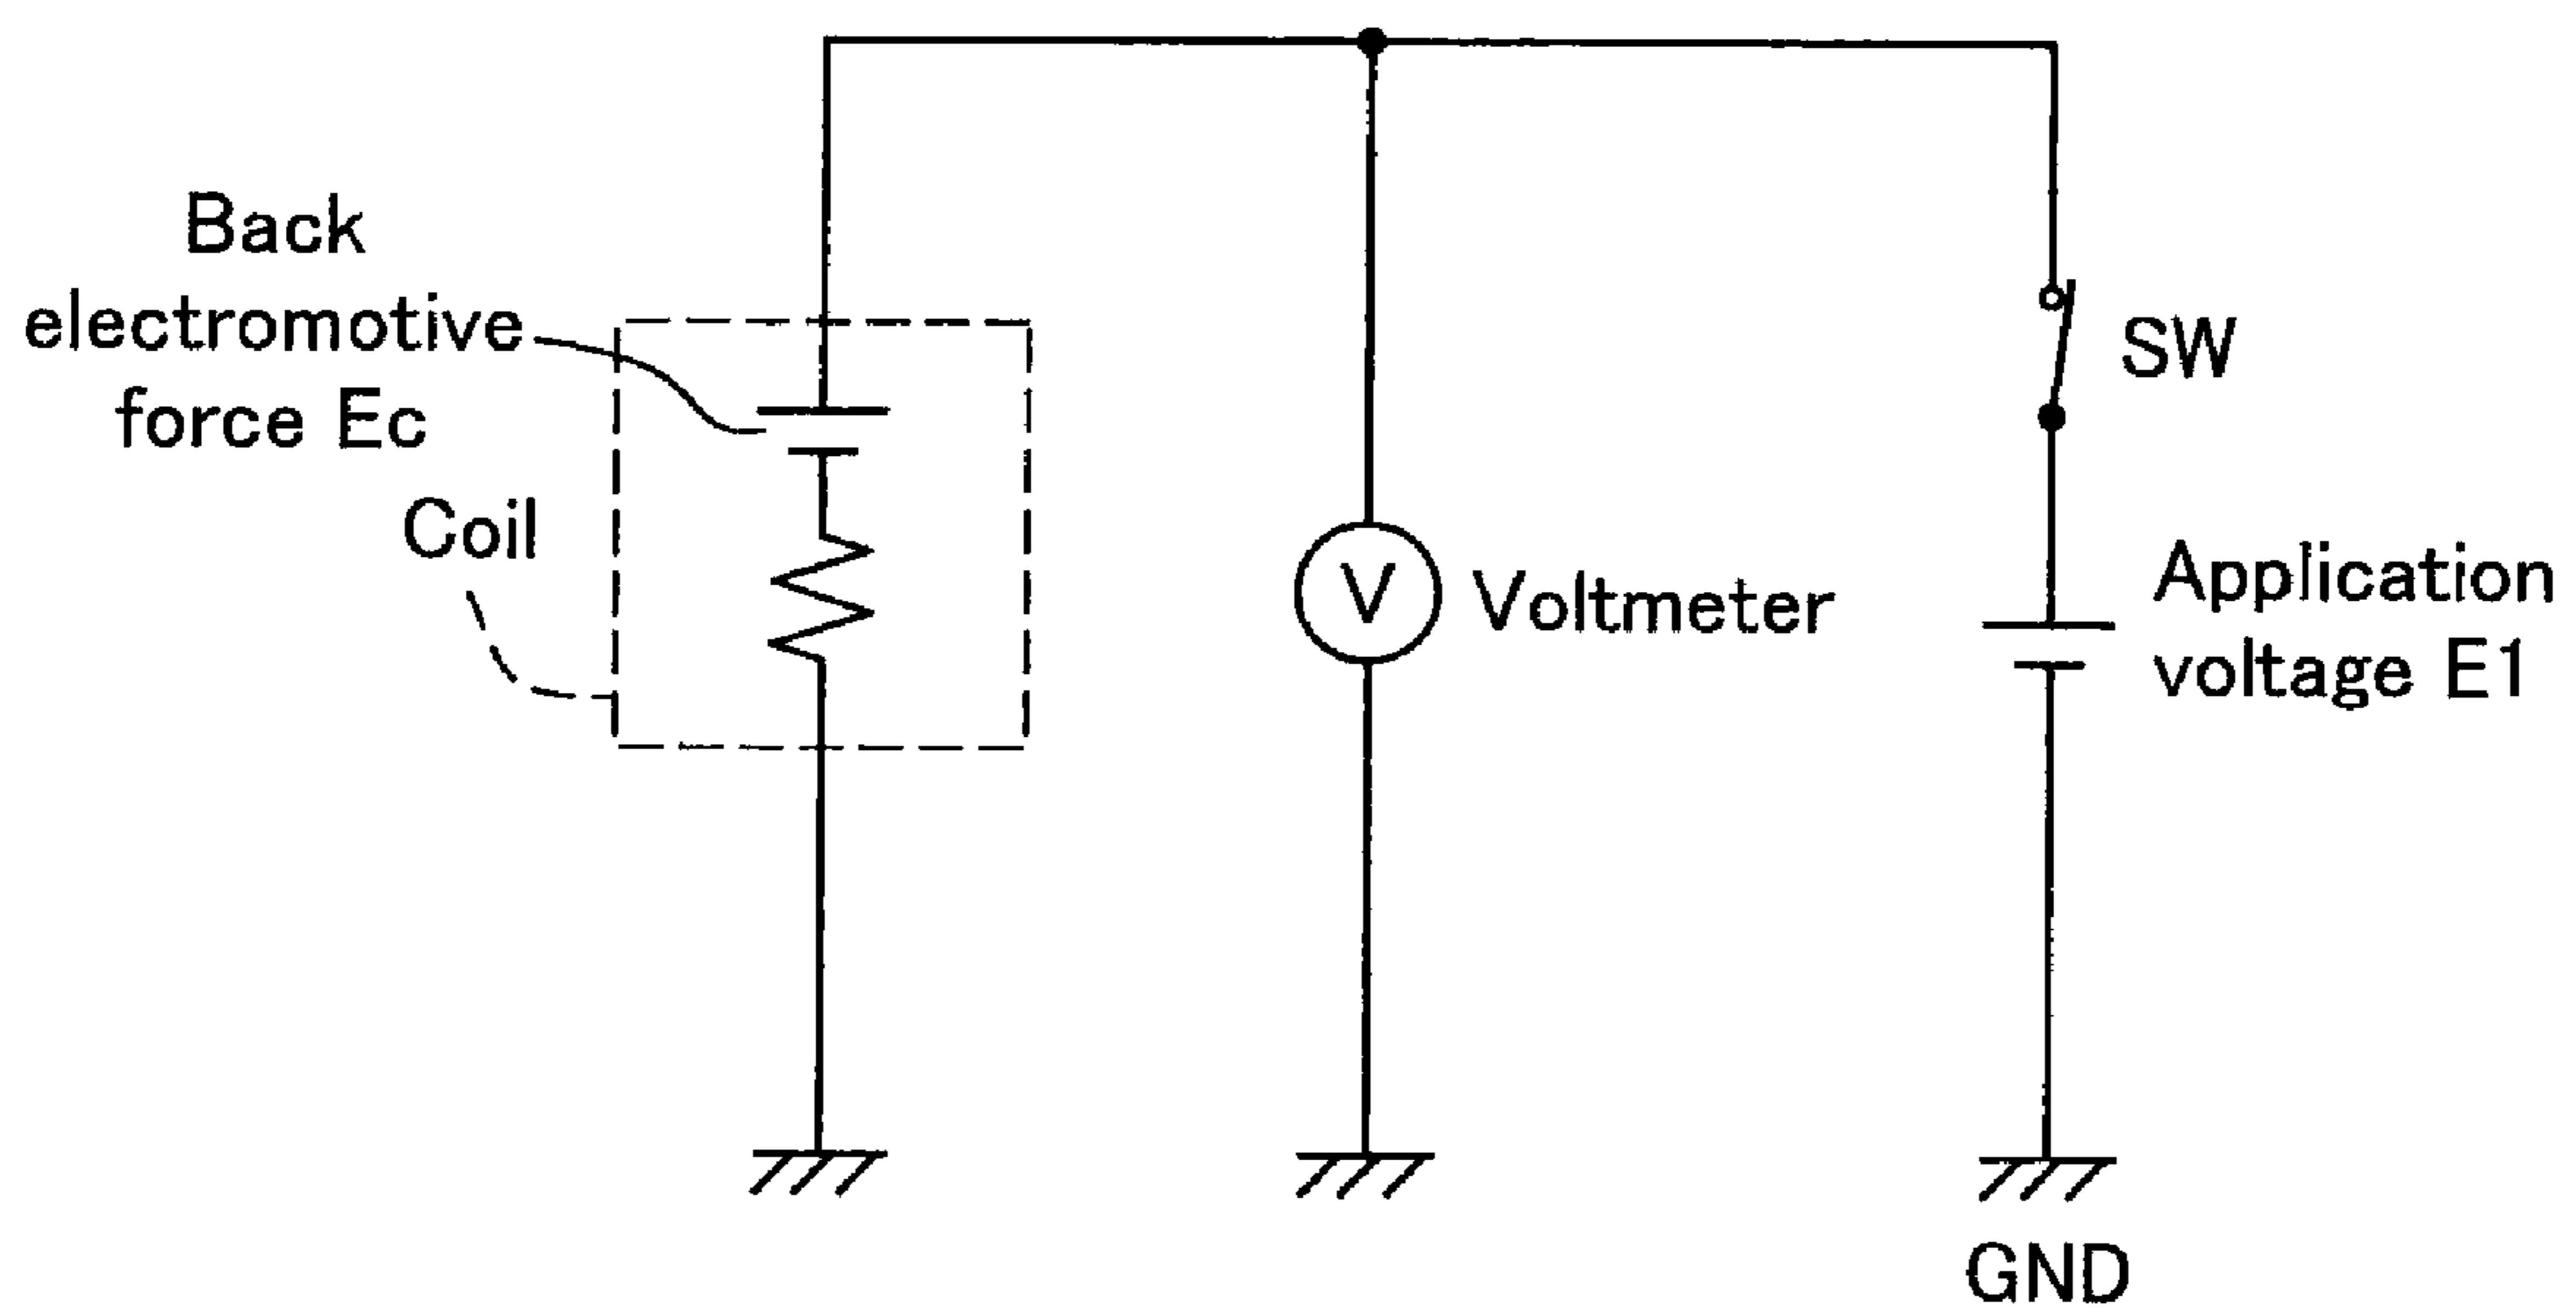 Back
electromotive
force Ec
Coil
V
Voltmeter
SW
Application
voltage E1
GND